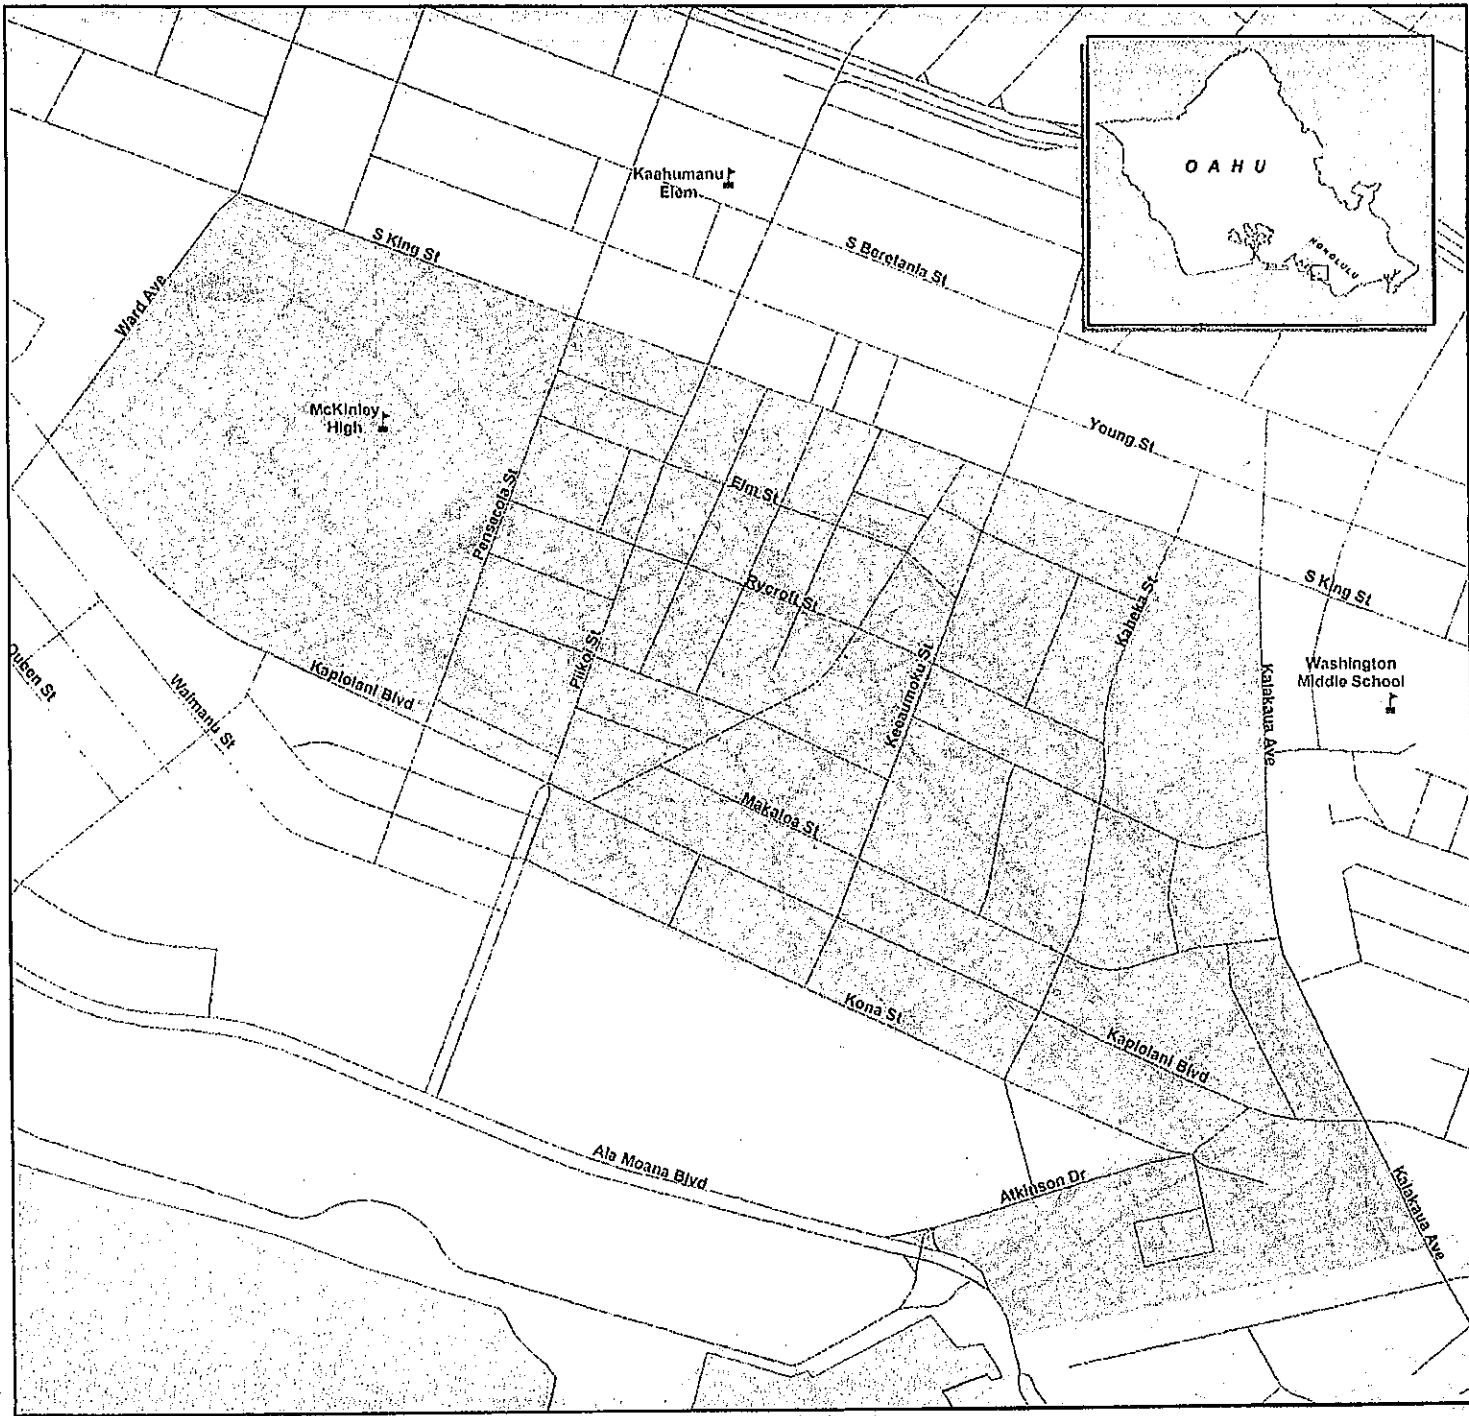 OAHU
HONOLULU
Kaahumanu
Elem
S King St
S Beretania St
Ward Ave
McKinley
High
Young St
Pensacola St
Elm St
S King St
Rycroft St
Kaheka St
Piikoi St
Keeaumoku St
Washington
Middle School
Kalakaua Ave
Queen St
Waimanu St
Kapiolani Blvd
Makaloa St
Kona St
Kapiolani Blvd
Ala Moana Blvd
Atkinson Dr
Kalakaua Ave